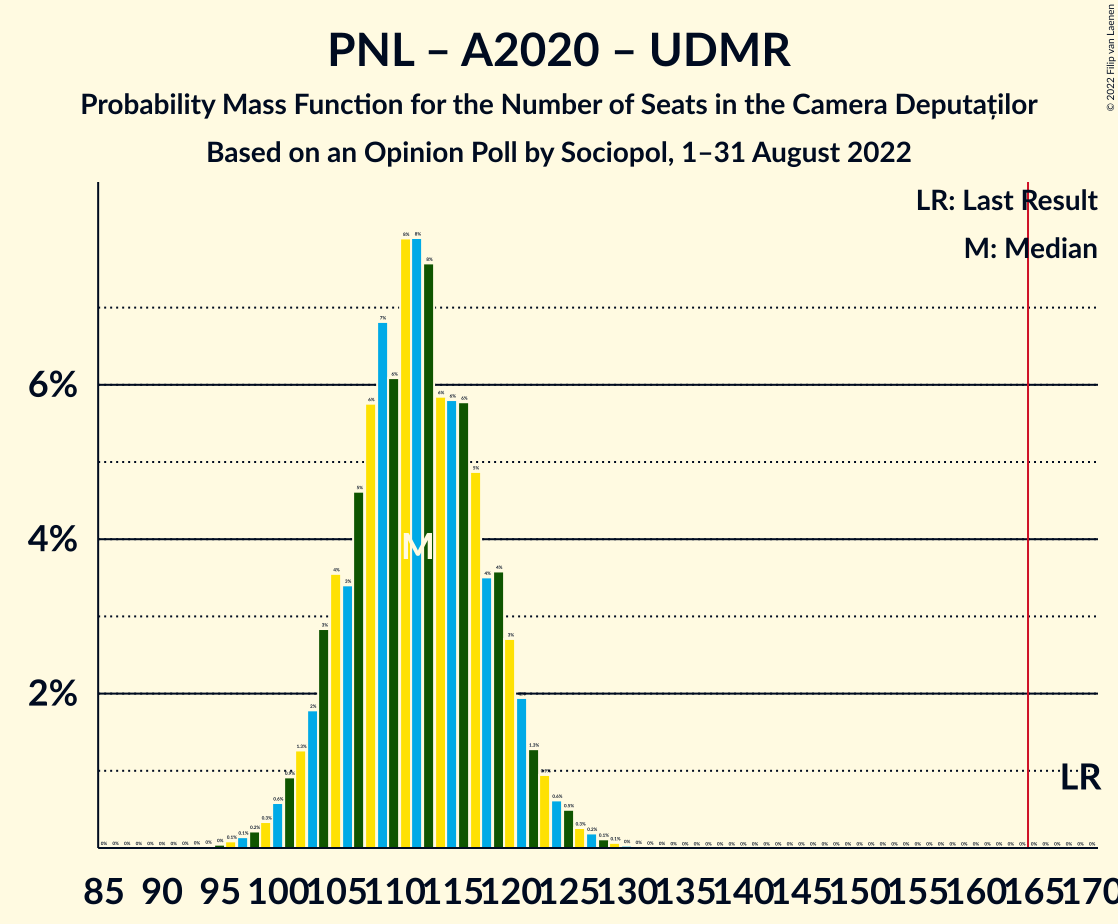 PNL – A2020 – UDMR
Probability Mass Function for the Number of Seats in the Camera Deputaților
Based on an Opinion Poll by Sociopol, 1–31 August 2022
© 2022 Filip van Laenen
LR: Last Result
M: Median
6%
4%
2%
M
LR
85 90 95 100 105 110 115 120 125 130 135 140 145 150 155 160 165 170